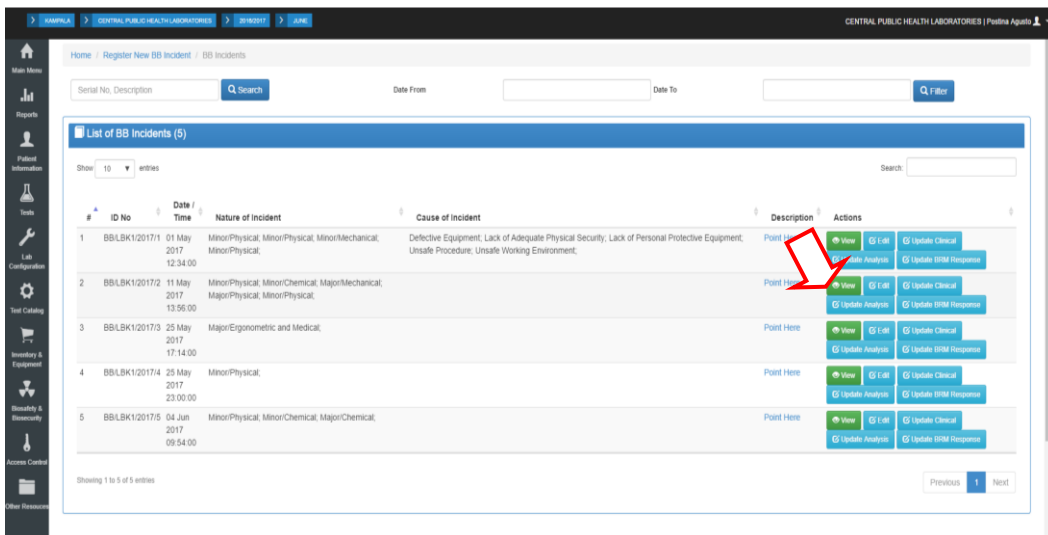 KAMPALA CENTRAL PUBLIC HEALTH LABORATORIES 2016/2017 JUNE CENTRAL PUBLIC HEALTH LABORATORIES | Postina Agusto
Main Menu
Reports
Patient
Information
Tests
Lab
Configuration
Test Catalog
Inventory &
Equipment
Biosafety &
Biosecurity
Access Control
Other Resouces
Home / Register New BB Incident / BB Incidents
Serial No, Description Search Date From Date To Filter
List of BB Incidents (5)
Show 10 entries Search:
# ID No Date /
Time Nature of Incident Cause of Incident Description Actions
1 BB/LBK1/2017/1 01 May Minor/Physical; Minor/Physical; Minor/Mechanical; Defective Equipment; Lack of Adequate Physical Security; Lack of Personal Protective Equipment; Point View Edit Update Clinical
2017 Minor/Physical; Unsafe Procedure; Unsafe Working Environment; Update Analysis Update BRM Response
12:34:00
2 BB/LBK1/2017/2 11 May Minor/Physical; Minor/Chemical; Major/Mechanical; Point View Edit Update Clinical
2017 Major/Physical; Minor/Physical; Update Analysis Update BRM Response
13:56:00
3 BB/LBK1/2017/3 25 May Major/Ergonometric and Medical; Point Here View Edit Update Clinical
2017 Update Analysis Update BRM Response
17:14:00
4 BB/LBK1/2017/4 25 May Minor/Physical; Point Here View Edit Update Clinical
2017 Update Analysis Update BRM Response
23:00:00
5 BB/LBK1/2017/5 04 Jun Minor/Physical; Minor/Chemical; Major/Chemical; Point Here View Edit Update Clinical
2017 Update Analysis Update BRM Response
09:54:00
Showing 1 to 5 of 5 entries Previous 1 Next